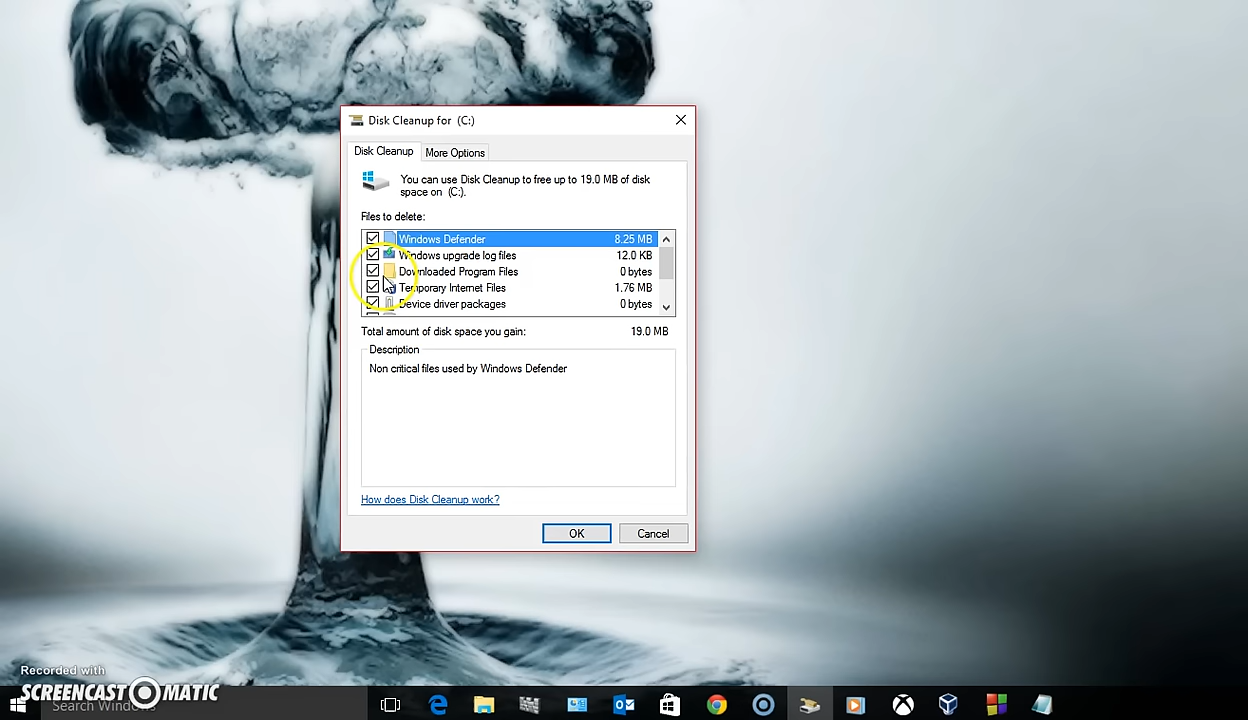 Disk Cleanup for (C:)
Disk Cleanup
More Options
You can use Disk Cleanup to free up to 19.0 MB of disk
space on (C:).
Files to delete:
Windows Defender 8.25 MB
Windows upgrade log files 12.0 KB
Downloaded Program Files 0 bytes
Temporary Internet Files 1.76 MB
Device driver packages 0 bytes
Total amount of disk space you gain: 19.0 MB
Description
Non critical files used by Windows Defender
How does Disk Cleanup work?
OK
Cancel
Recorded with
SCREENCAST-O-MATIC
Search Windows